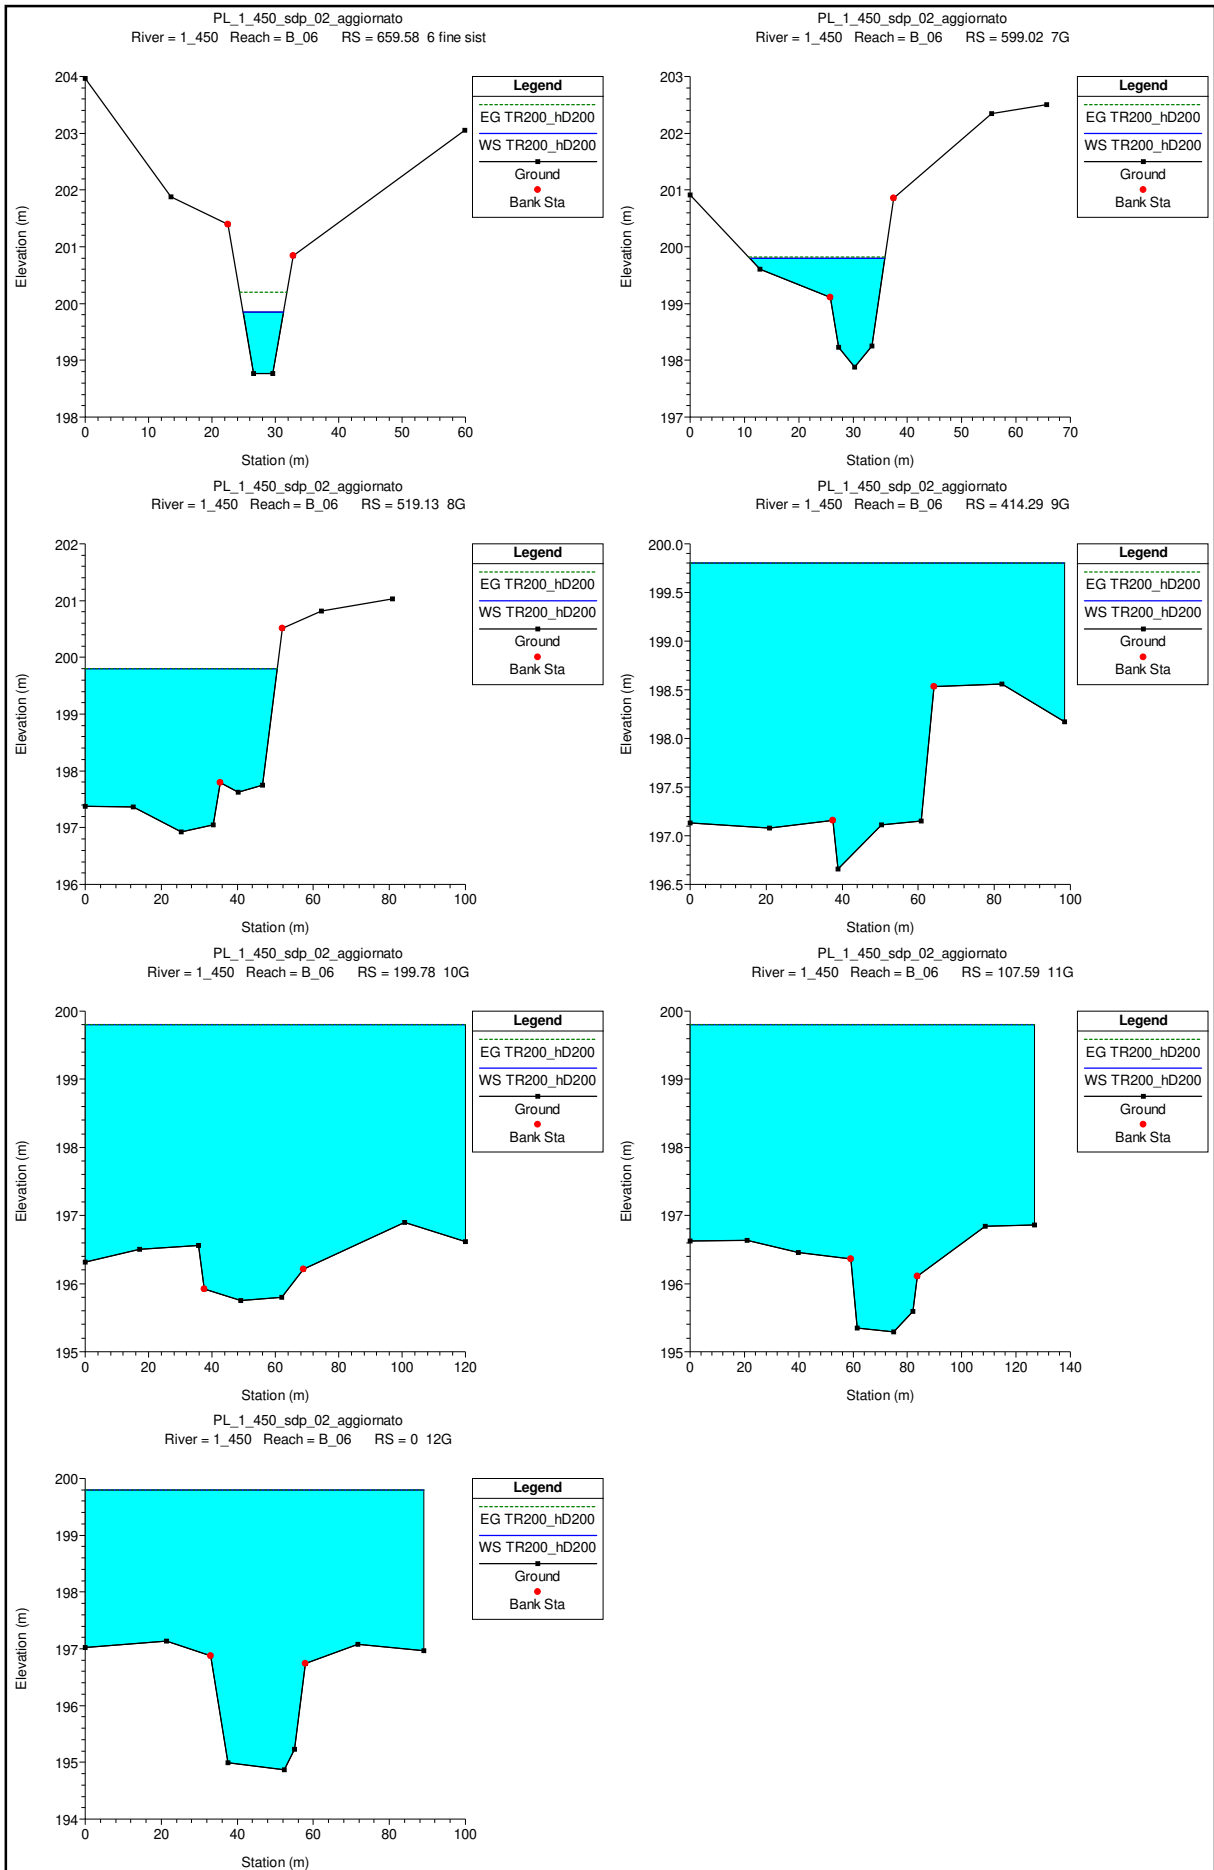 PL_1_450_sdp_02_aggiornato
River = 1_450 Reach = B_06 RS = 659.58 6 fine sist
204
203
202
201
200
199
198
Elevation (m)
0 10 20 30 40 50 60
Station (m)
Legend
EG TR200_hD200
WS TR200_hD200
Ground
Bank Sta
PL_1_450_sdp_02_aggiornato
River = 1_450 Reach = B_06 RS = 599.02 7G
203
202
201
200
199
198
197
Elevation (m)
0 10 20 30 40 50 60 70
Station (m)
Legend
EG TR200_hD200
WS TR200_hD200
Ground
Bank Sta
PL_1_450_sdp_02_aggiornato
River = 1_450 Reach = B_06 RS = 519.13 8G
202
201
200
199
198
197
196
Elevation (m)
0 20 40 60 80 100
Station (m)
Legend
EG TR200_hD200
WS TR200_hD200
Ground
Bank Sta
PL_1_450_sdp_02_aggiornato
River = 1_450 Reach = B_06 RS = 414.29 9G
200.0
199.5
199.0
198.5
198.0
197.5
197.0
196.5
Elevation (m)
0 20 40 60 80 100
Station (m)
Legend
EG TR200_hD200
WS TR200_hD200
Ground
Bank Sta
PL_1_450_sdp_02_aggiornato
River = 1_450 Reach = B_06 RS = 199.78 10G
200
199
198
197
196
195
Elevation (m)
0 20 40 60 80 100 120
Station (m)
Legend
EG TR200_hD200
WS TR200_hD200
Ground
Bank Sta
PL_1_450_sdp_02_aggiornato
River = 1_450 Reach = B_06 RS = 107.59 11G
200
199
198
197
196
195
Elevation (m)
0 20 40 60 80 100 120 140
Station (m)
Legend
EG TR200_hD200
WS TR200_hD200
Ground
Bank Sta
PL_1_450_sdp_02_aggiornato
River = 1_450 Reach = B_06 RS = 0 12G
200
199
198
197
196
195
194
Elevation (m)
0 20 40 60 80 100
Station (m)
Legend
EG TR200_hD200
WS TR200_hD200
Ground
Bank Sta